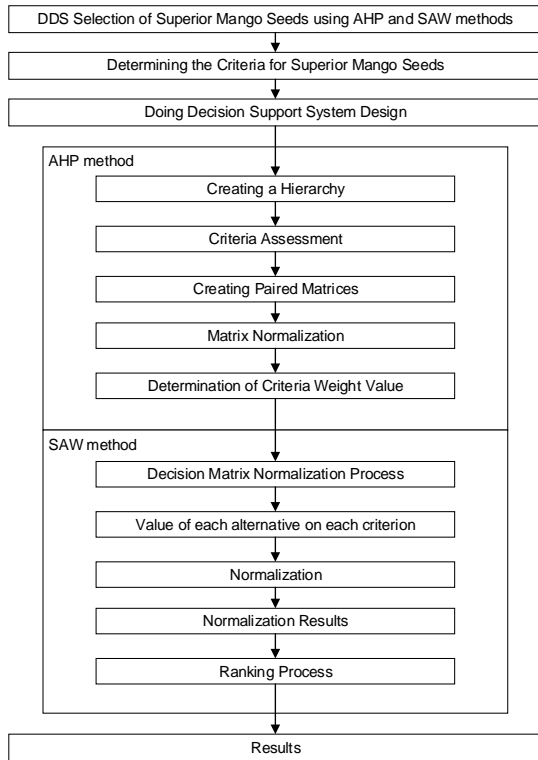 DDS Selection of Superior Mango Seeds using AHP and SAW methods
Determining the Criteria for Superior Mango Seeds
Doing Decision Support System Design
AHP method
Creating a Hierarchy
Criteria Assessment
Creating Paired Matrices
Matrix Normalization
Determination of Criteria Weight Value
SAW method
Decision Matrix Normalization Process
Value of each alternative on each criterion
Normalization
Normalization Results
Ranking Process
Results